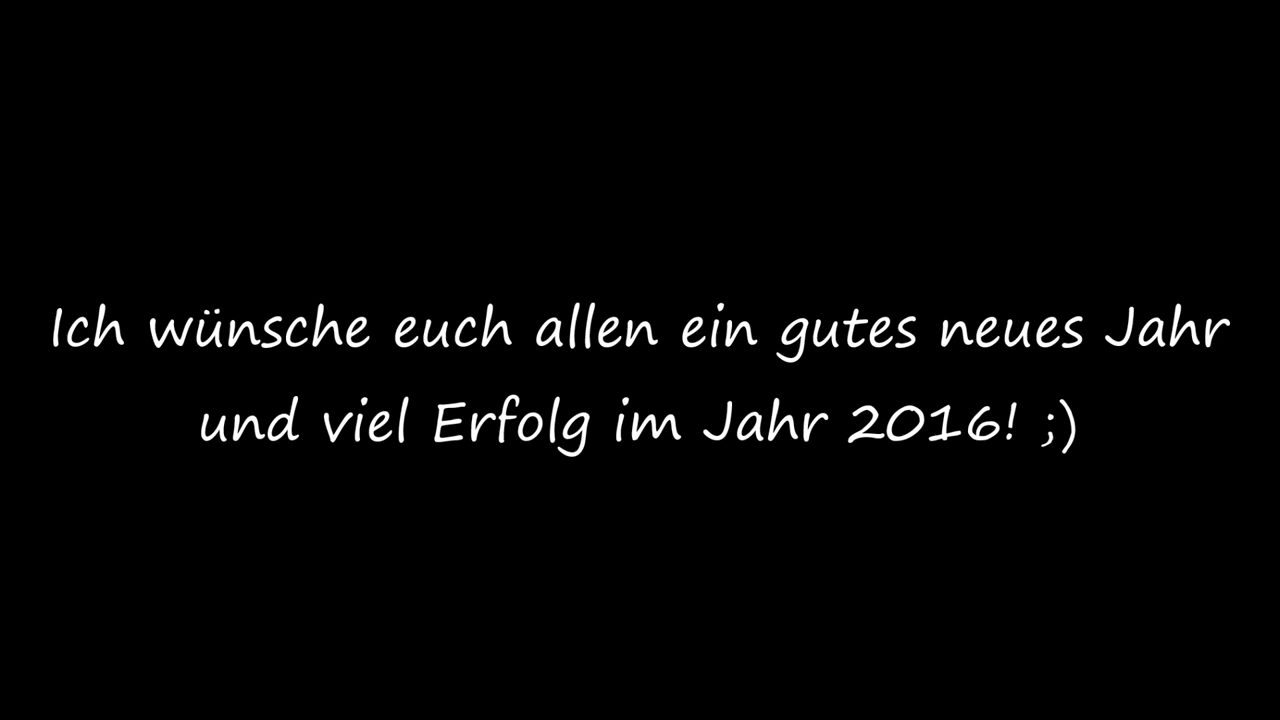 Ich wünsche euch allen ein gutes neues Jahr
und viel Erfolg im Jahr 2016! ;)